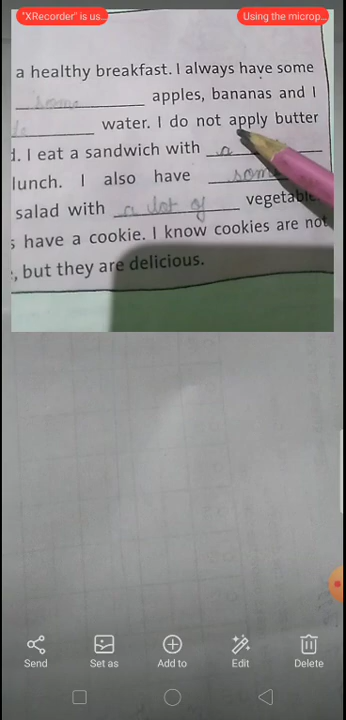 "XRecorder" is us...
Using the microp...
a healthy breakfast. I always have some
some apples, bananas and I
water. I do not apply butter
d. I eat a sandwich with a
lunch. I also have som
salad with a lot of vegetable
s have a cookie. I know cookies are not
, but they are delicious.
Send
Set as
Add to
Edit
Delete